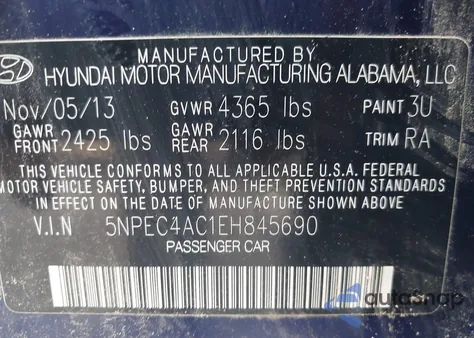 MANUFACTURED BY
HYUNDAI MOTOR MANUFACTURING ALABAMA, LLC
Nov/05/13 GVWR 4365 lbs PAINT 3U
GAWR FRONT 2425 lbs GAWR REAR 2116 lbs TRIM RA
THIS VEHICLE CONFORMS TO ALL APPLICABLE U.S.A. FEDERAL
MOTOR VEHICLE SAFETY, BUMPER, AND THEFT PREVENTION
STANDARDS IN EFFECT ON THE DATE OF MANUFACTURE SHOWN ABOVE
V.I.N 5NPEC4AC1EH845690
PASSENGER CAR
autoSnap